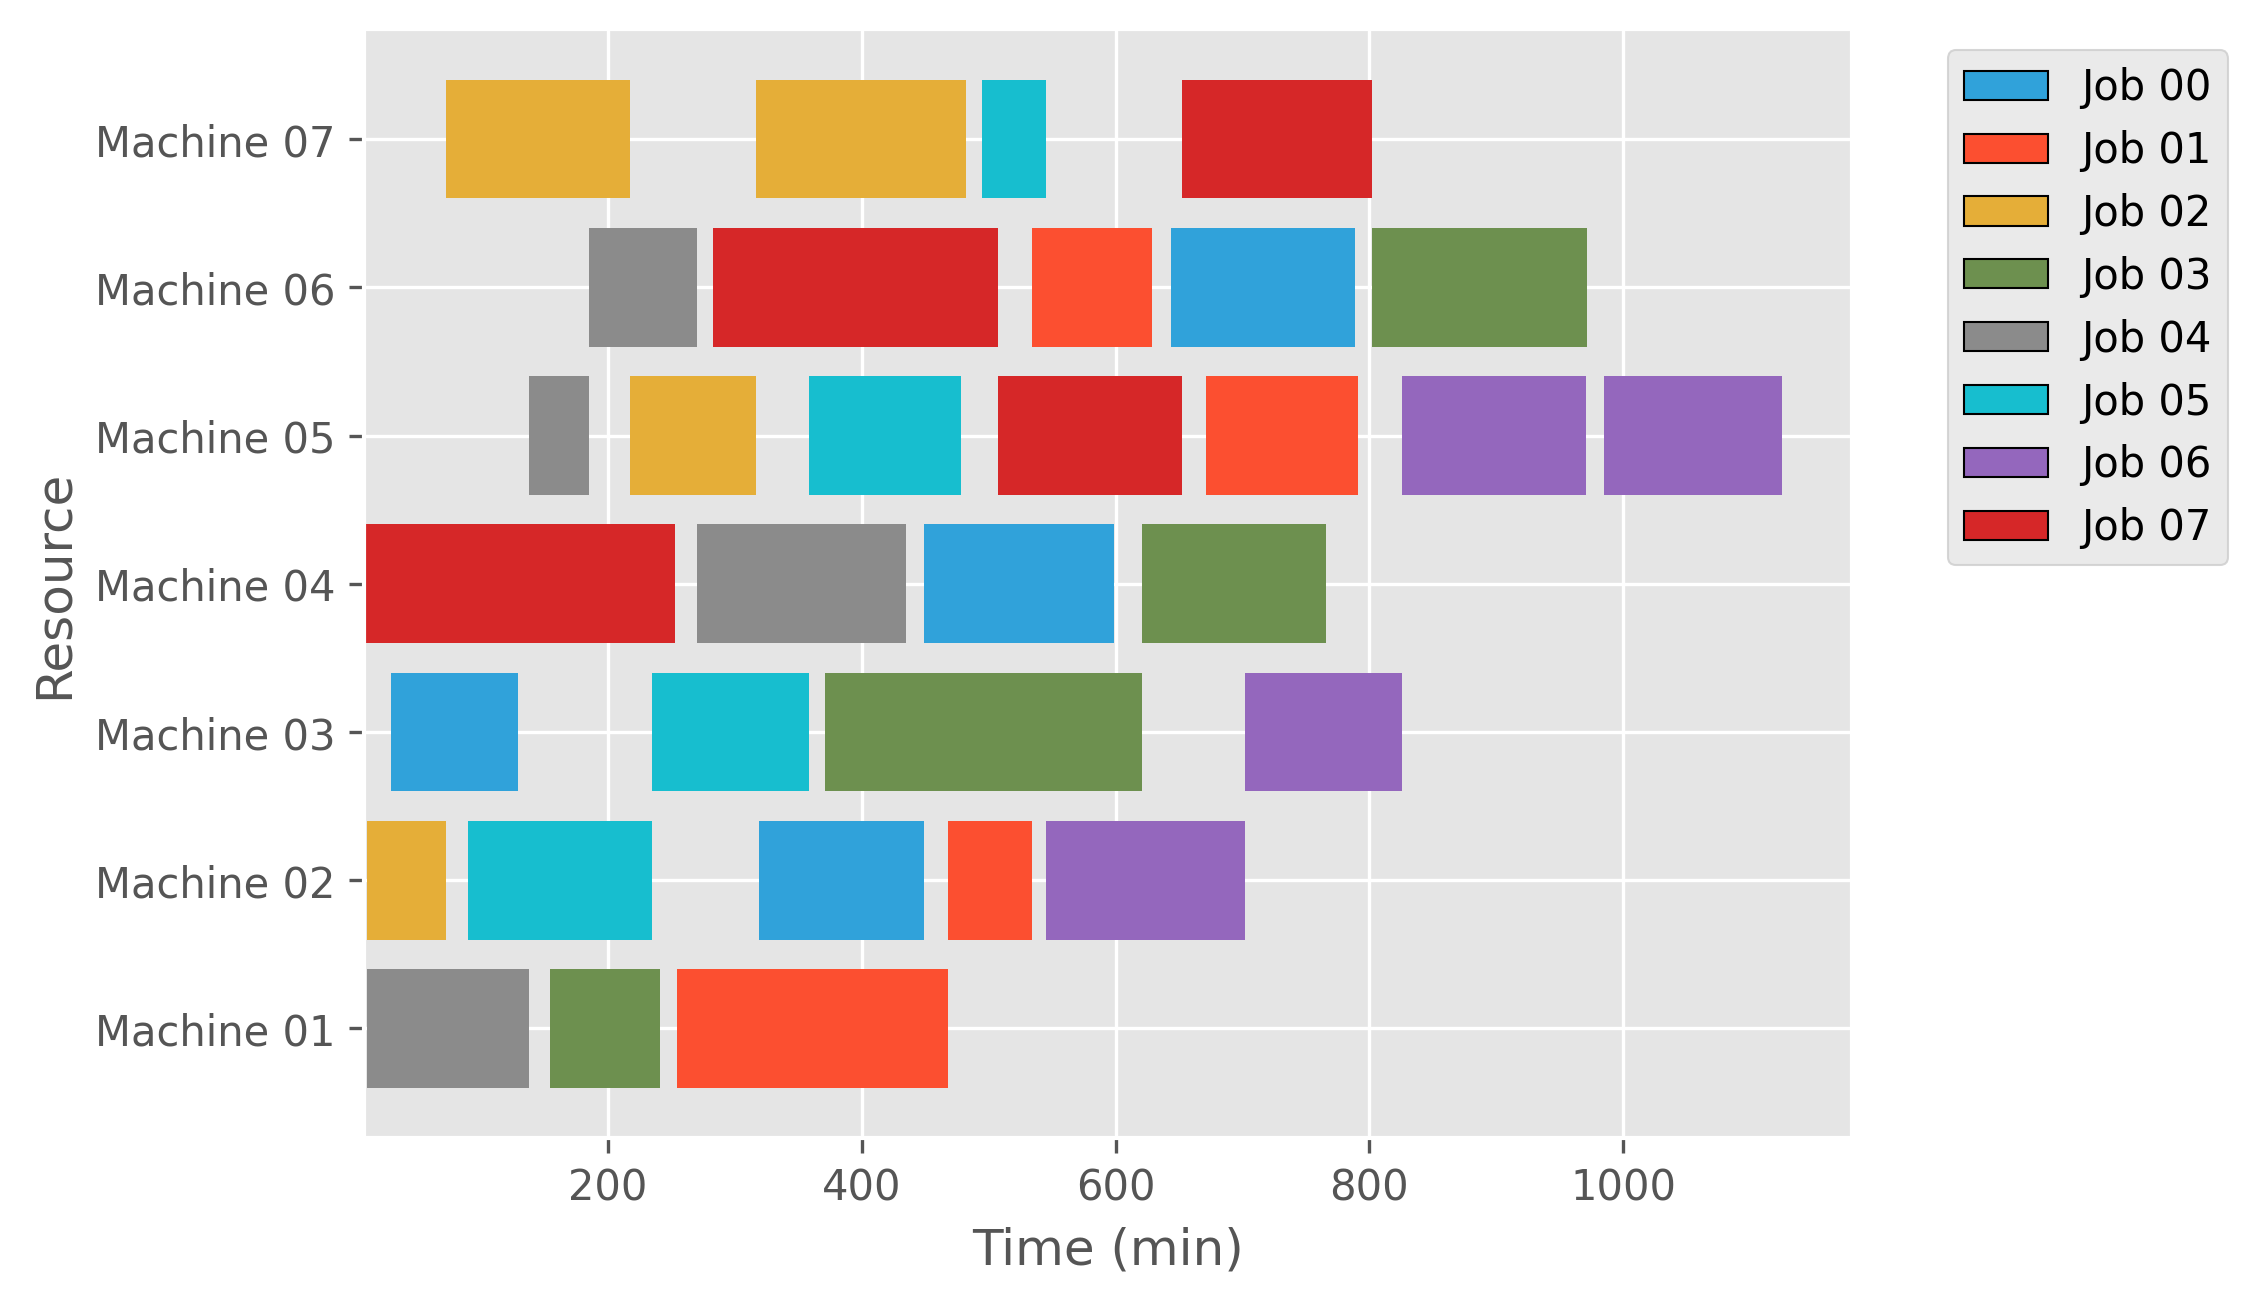 Machine 07
Machine 06
Machine 05
Machine 04
Machine 03
Machine 02
Machine 01
Resource
200
400
600
800
1000
Time (min)
Job 00
Job 01
Job 02
Job 03
Job 04
Job 05
Job 06
Job 07